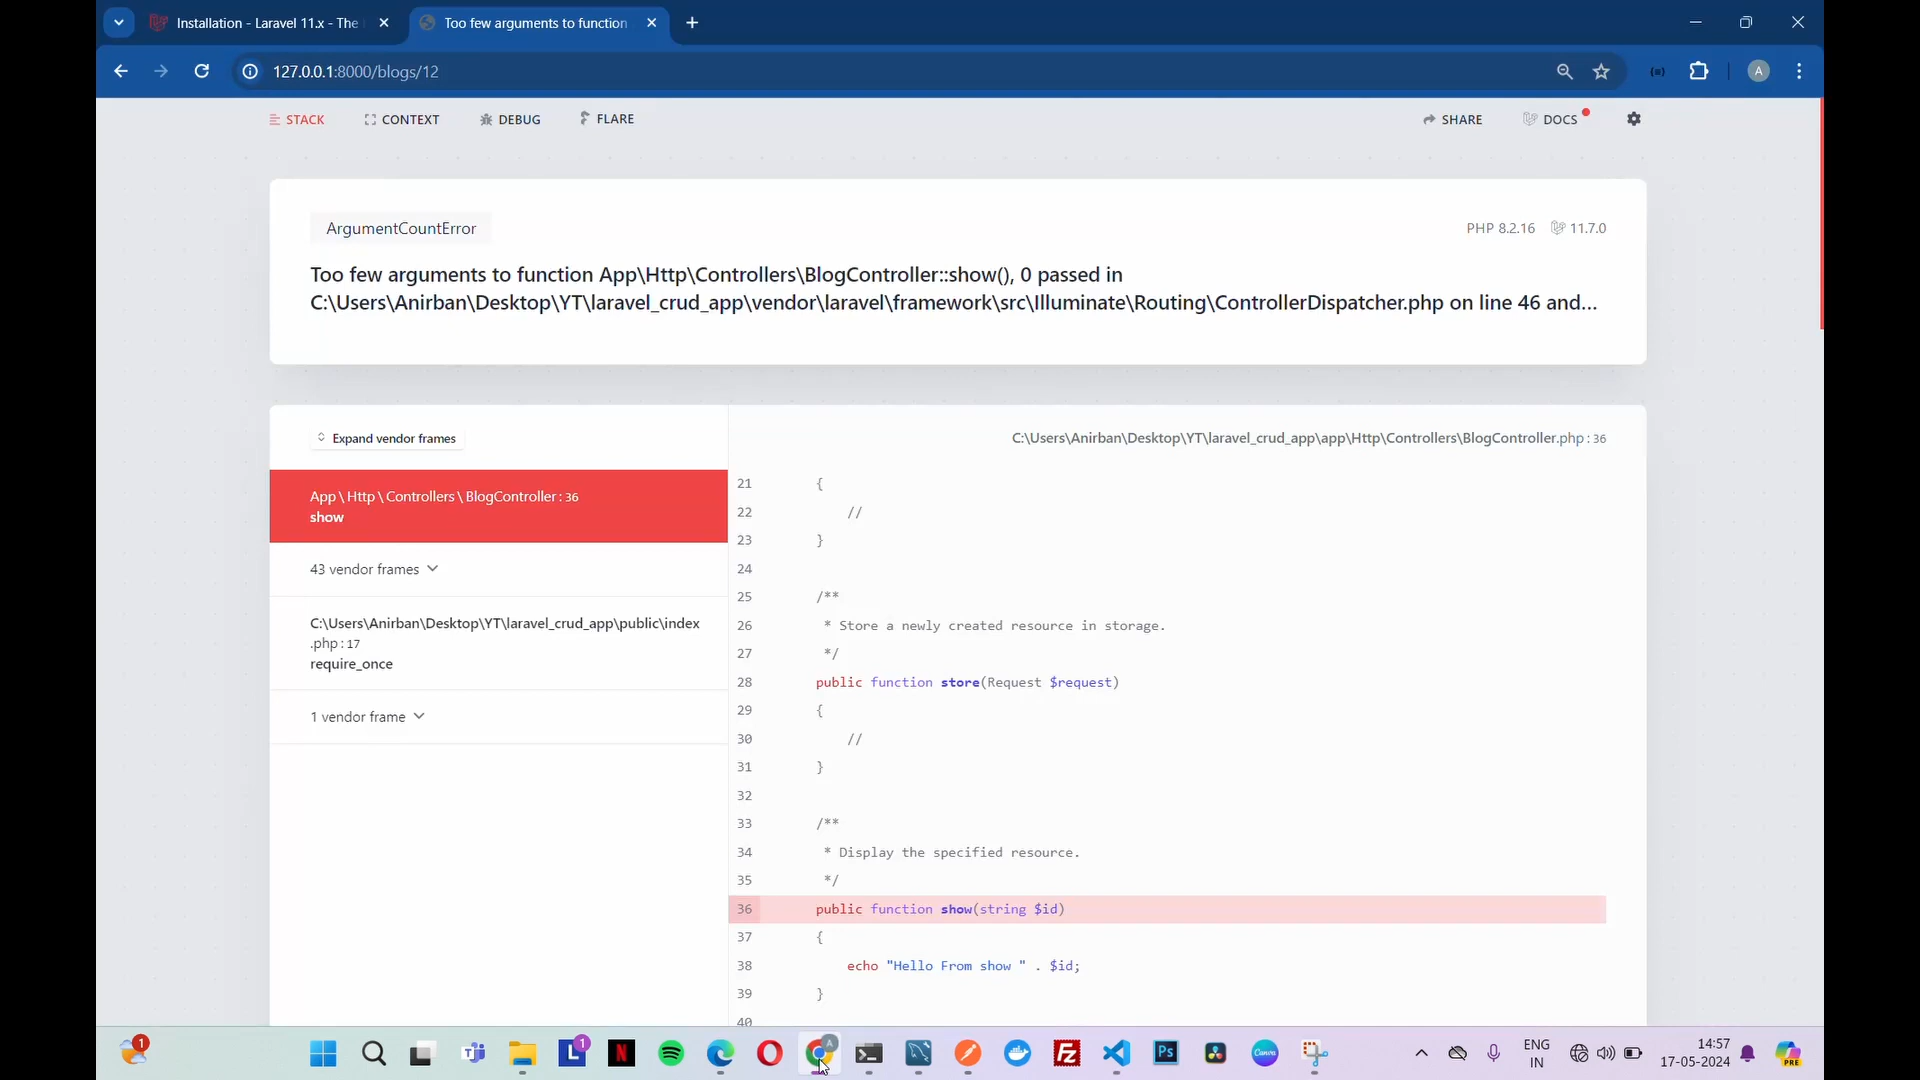 Installation - Laravel 11.x - The
Too few arguments to function
127.0.0.1:8000/blogs/12
A
STACK
CONTEXT
DEBUG
FLARE
SHARE
DOCS
ArgumentCountError
PHP 8.2.16
11.7.0
Too few arguments to function App\Http\Controllers\BlogController::show(), 0 passed in
C:\Users\Anirban\Desktop\YT\laravel_crud_app\vendor\laravel\framework\src\Illuminate\Routing\ControllerDispatcher.php on line 46 and...
Expand vendor frames
App \ Http \ Controllers \ BlogController : 36
show
43 vendor frames
C:\Users\Anirban\Desktop\YT\laravel_crud_app\public\index
.php : 17
require_once
1 vendor frame
C:\Users\Anirban\Desktop\YT\laravel_crud_app\app\Http\Controllers\BlogController.php : 36
21 {
22 //
23 }
24
25 /**
26 * Store a newly created resource in storage.
27 */
28 public function store(Request $request)
29 {
30 //
31 }
32
33 /**
34 * Display the specified resource.
35 */
36 public function show(string $id)
37 {
38 echo "Hello From show " . $id;
39 }
40
1
L
1
N
A
Fz
Ps
Canva
ENG
IN
14:57
17-05-2024
PRE